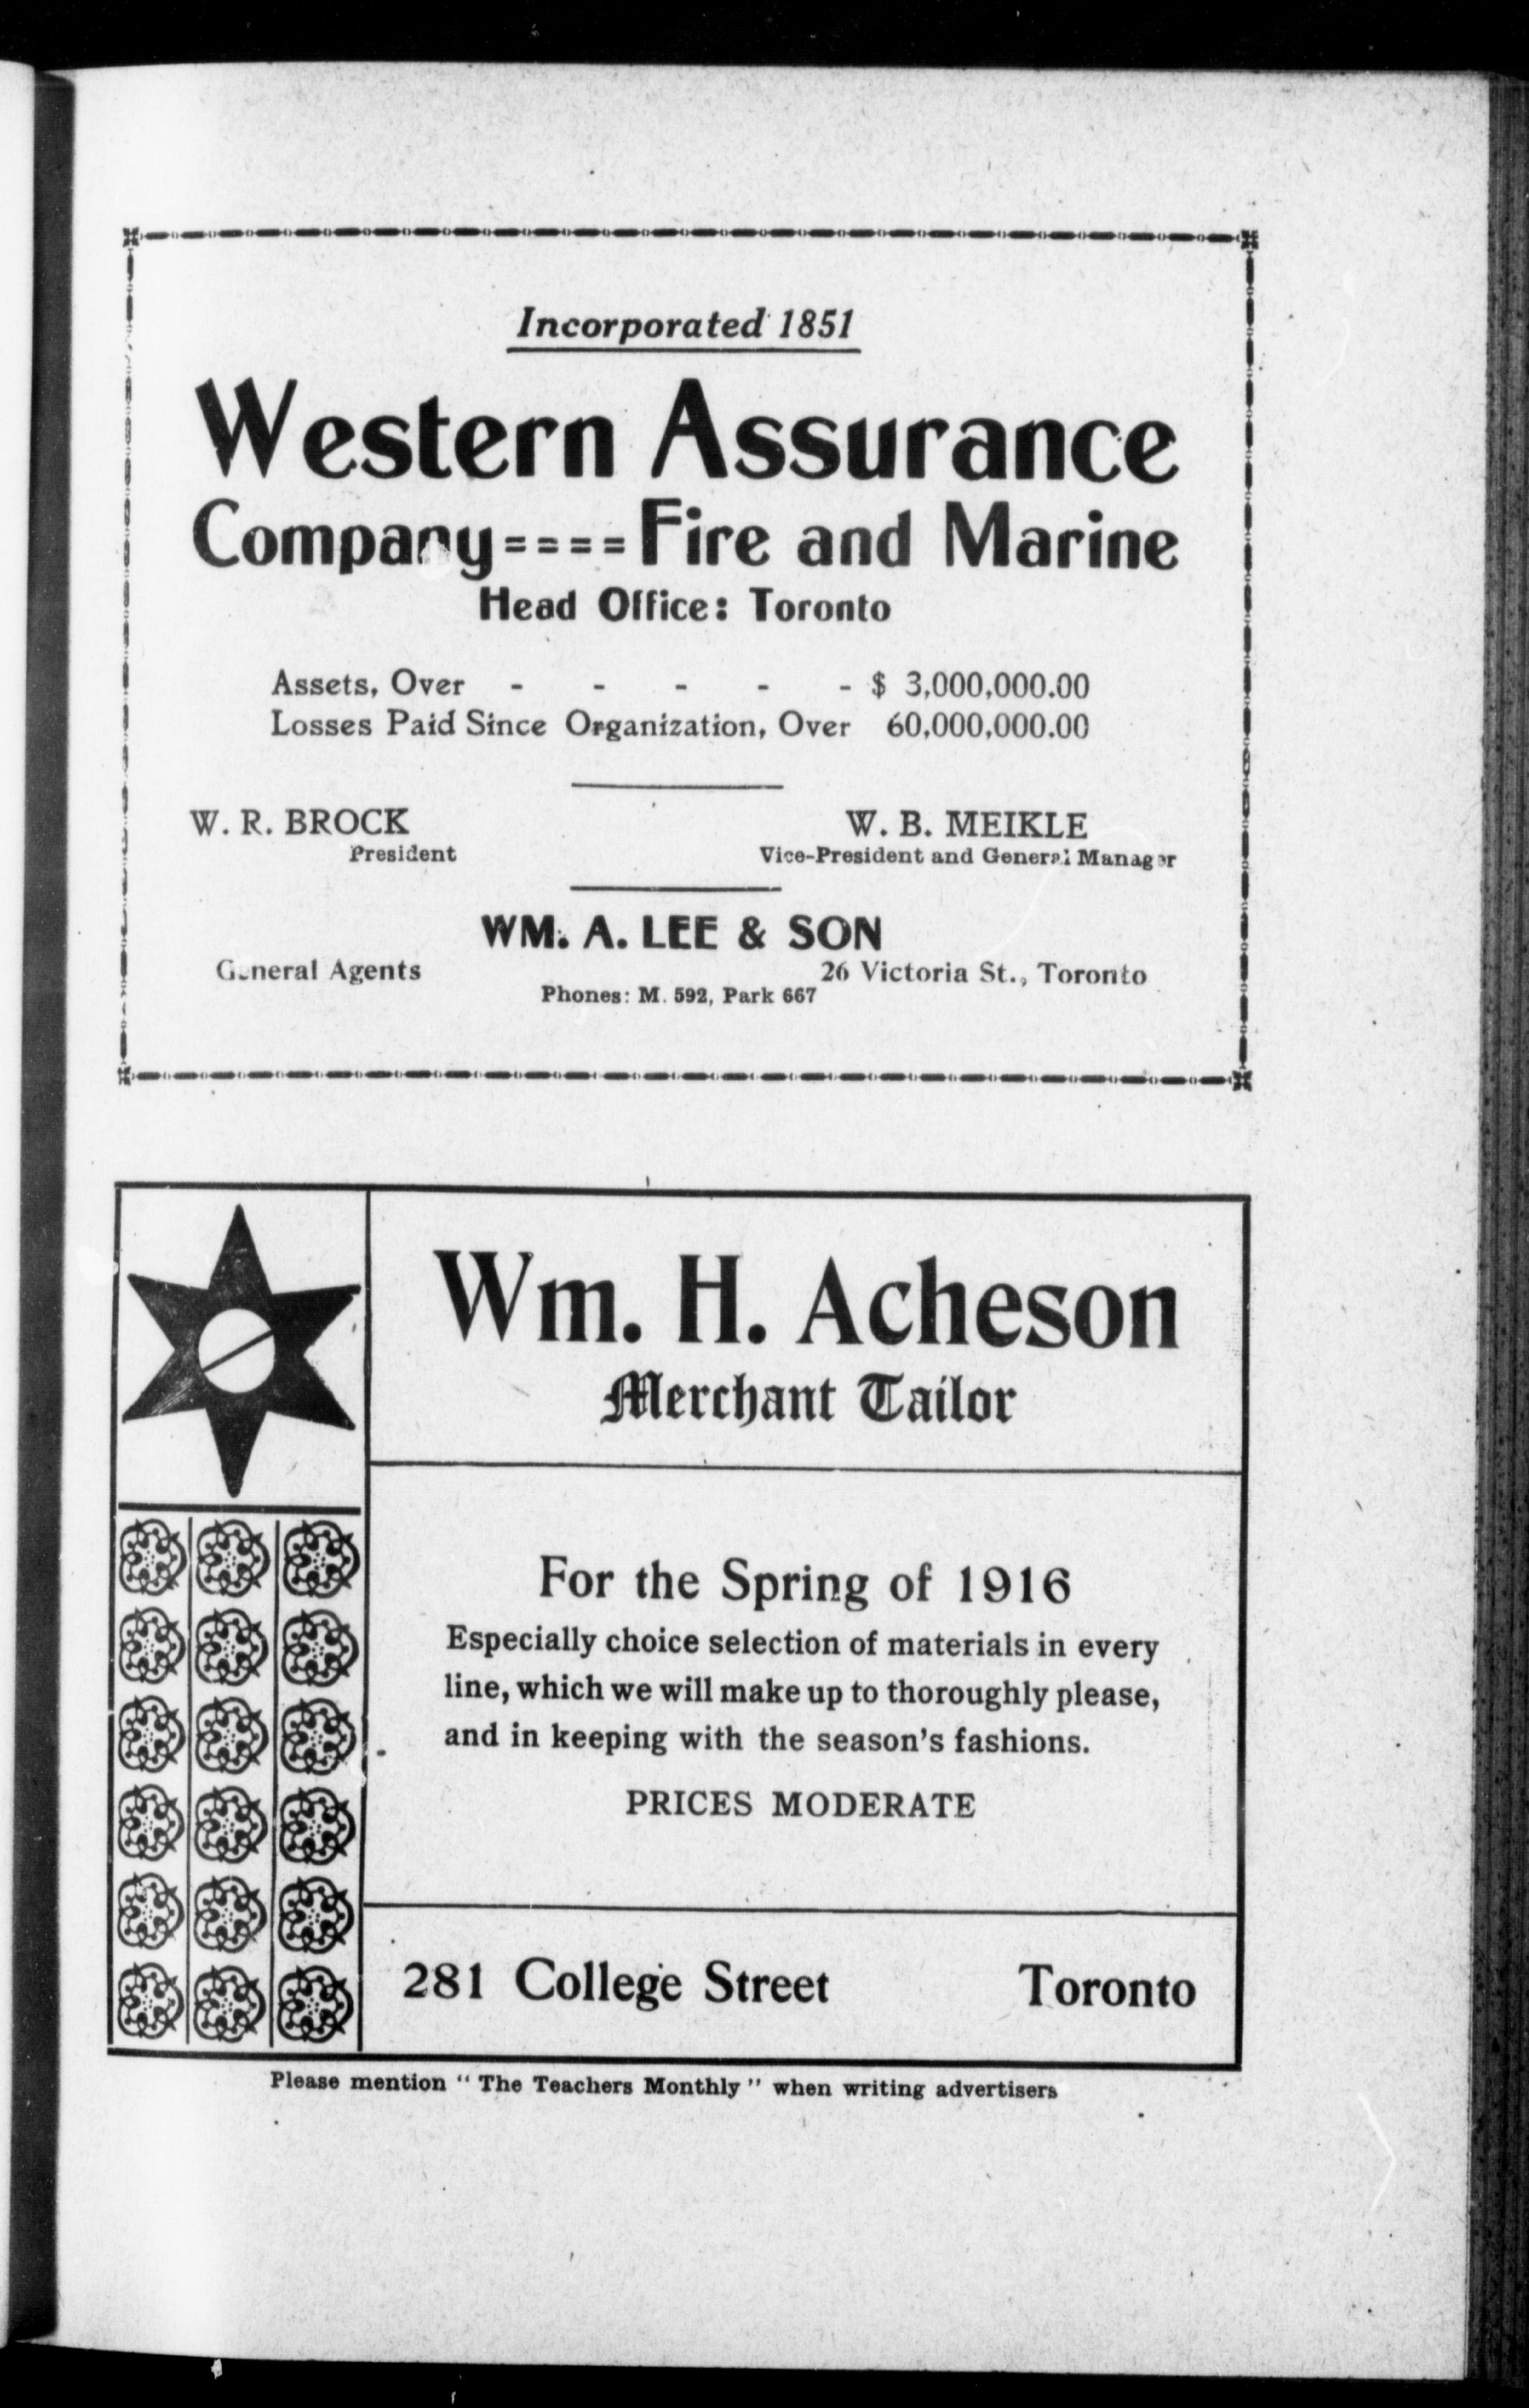 Incorporated 1851
Western Assurance
Company====Fire and Marine
Head Office: Toronto
Assets, Over - - - - - $ 3,000,000.00
Losses Paid Since Organization, Over 60,000,000.00
W. R. BROCK W. B. MEIKLE
President Vice-President and General Manager
WM. A. LEE & SON
General Agents 26 Victoria St., Toronto
Phones: M. 592, Park 667
Wm. H. Acheson
Merchant Tailor
For the Spring of 1916
Especially choice selection of materials in every
line, which we will make up to thoroughly please,
and in keeping with the season's fashions.
PRICES MODERATE
281 College Street Toronto
Please mention “ The Teachers Monthly ” when writing advertisers